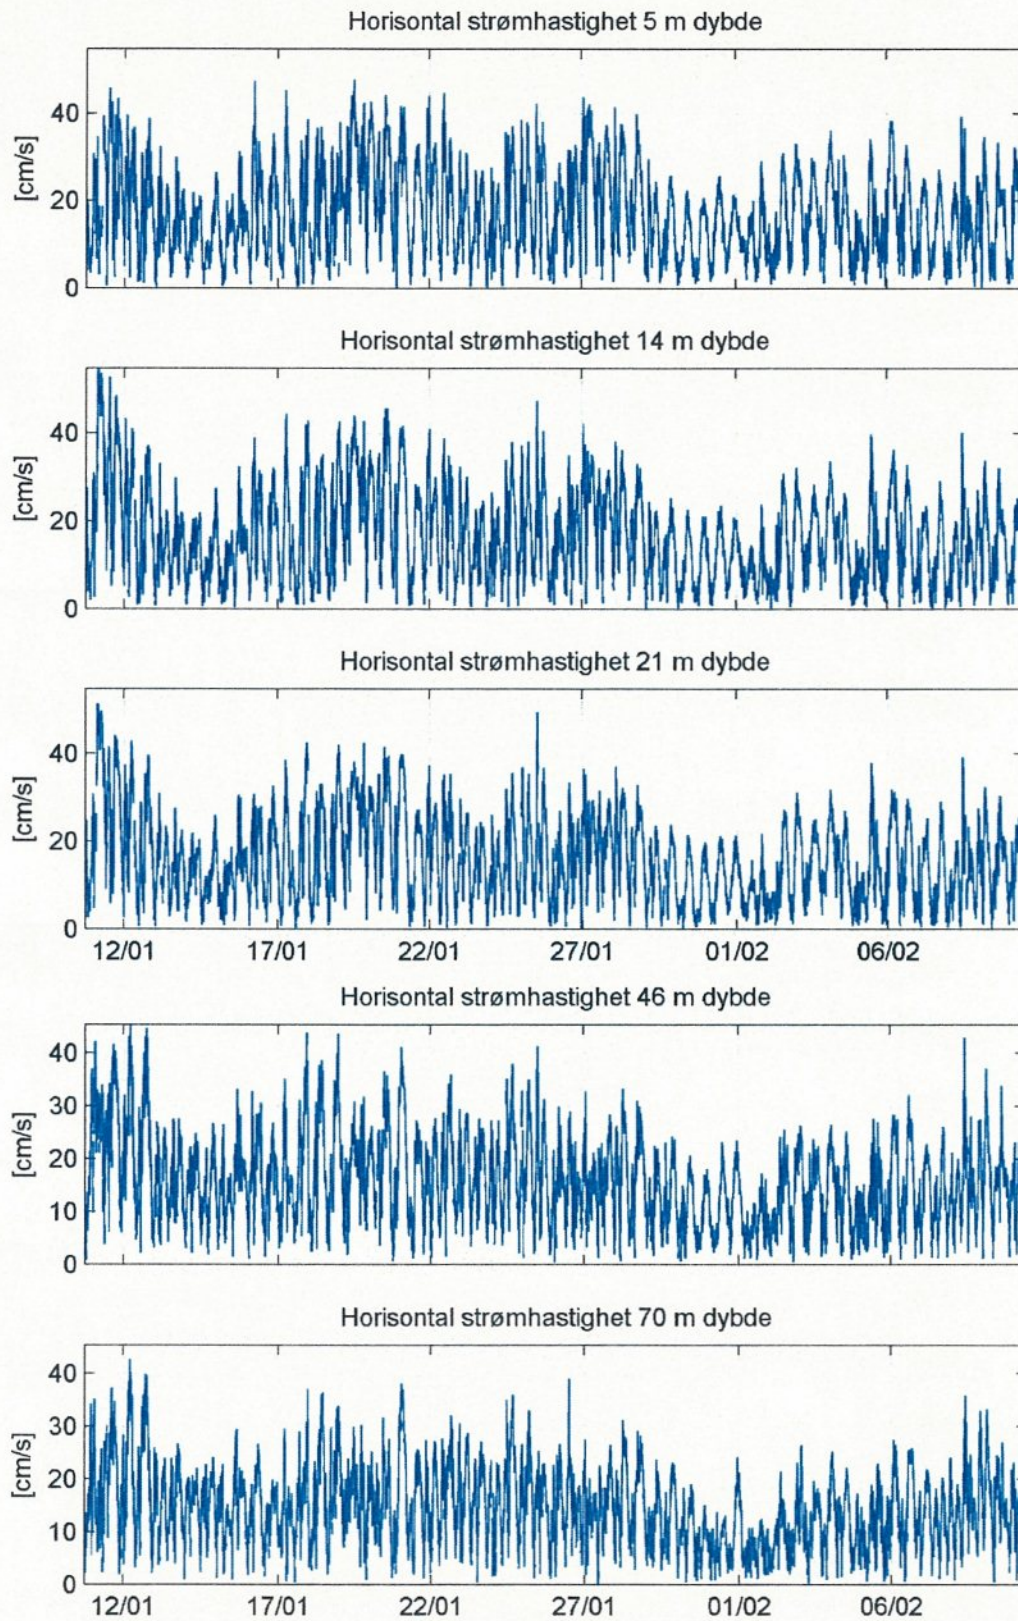 Horisontal strømhastighet 5 m dybde
[cm/s]
40
20
0
Horisontal strømhastighet 14 m dybde
[cm/s]
40
20
0
Horisontal strømhastighet 21 m dybde
[cm/s]
40
20
0
12/01 17/01 22/01 27/01 01/02 06/02
Horisontal strømhastighet 46 m dybde
[cm/s]
40
30
20
10
0
Horisontal strømhastighet 70 m dybde
[cm/s]
40
30
20
10
0
12/01 17/01 22/01 27/01 01/02 06/02